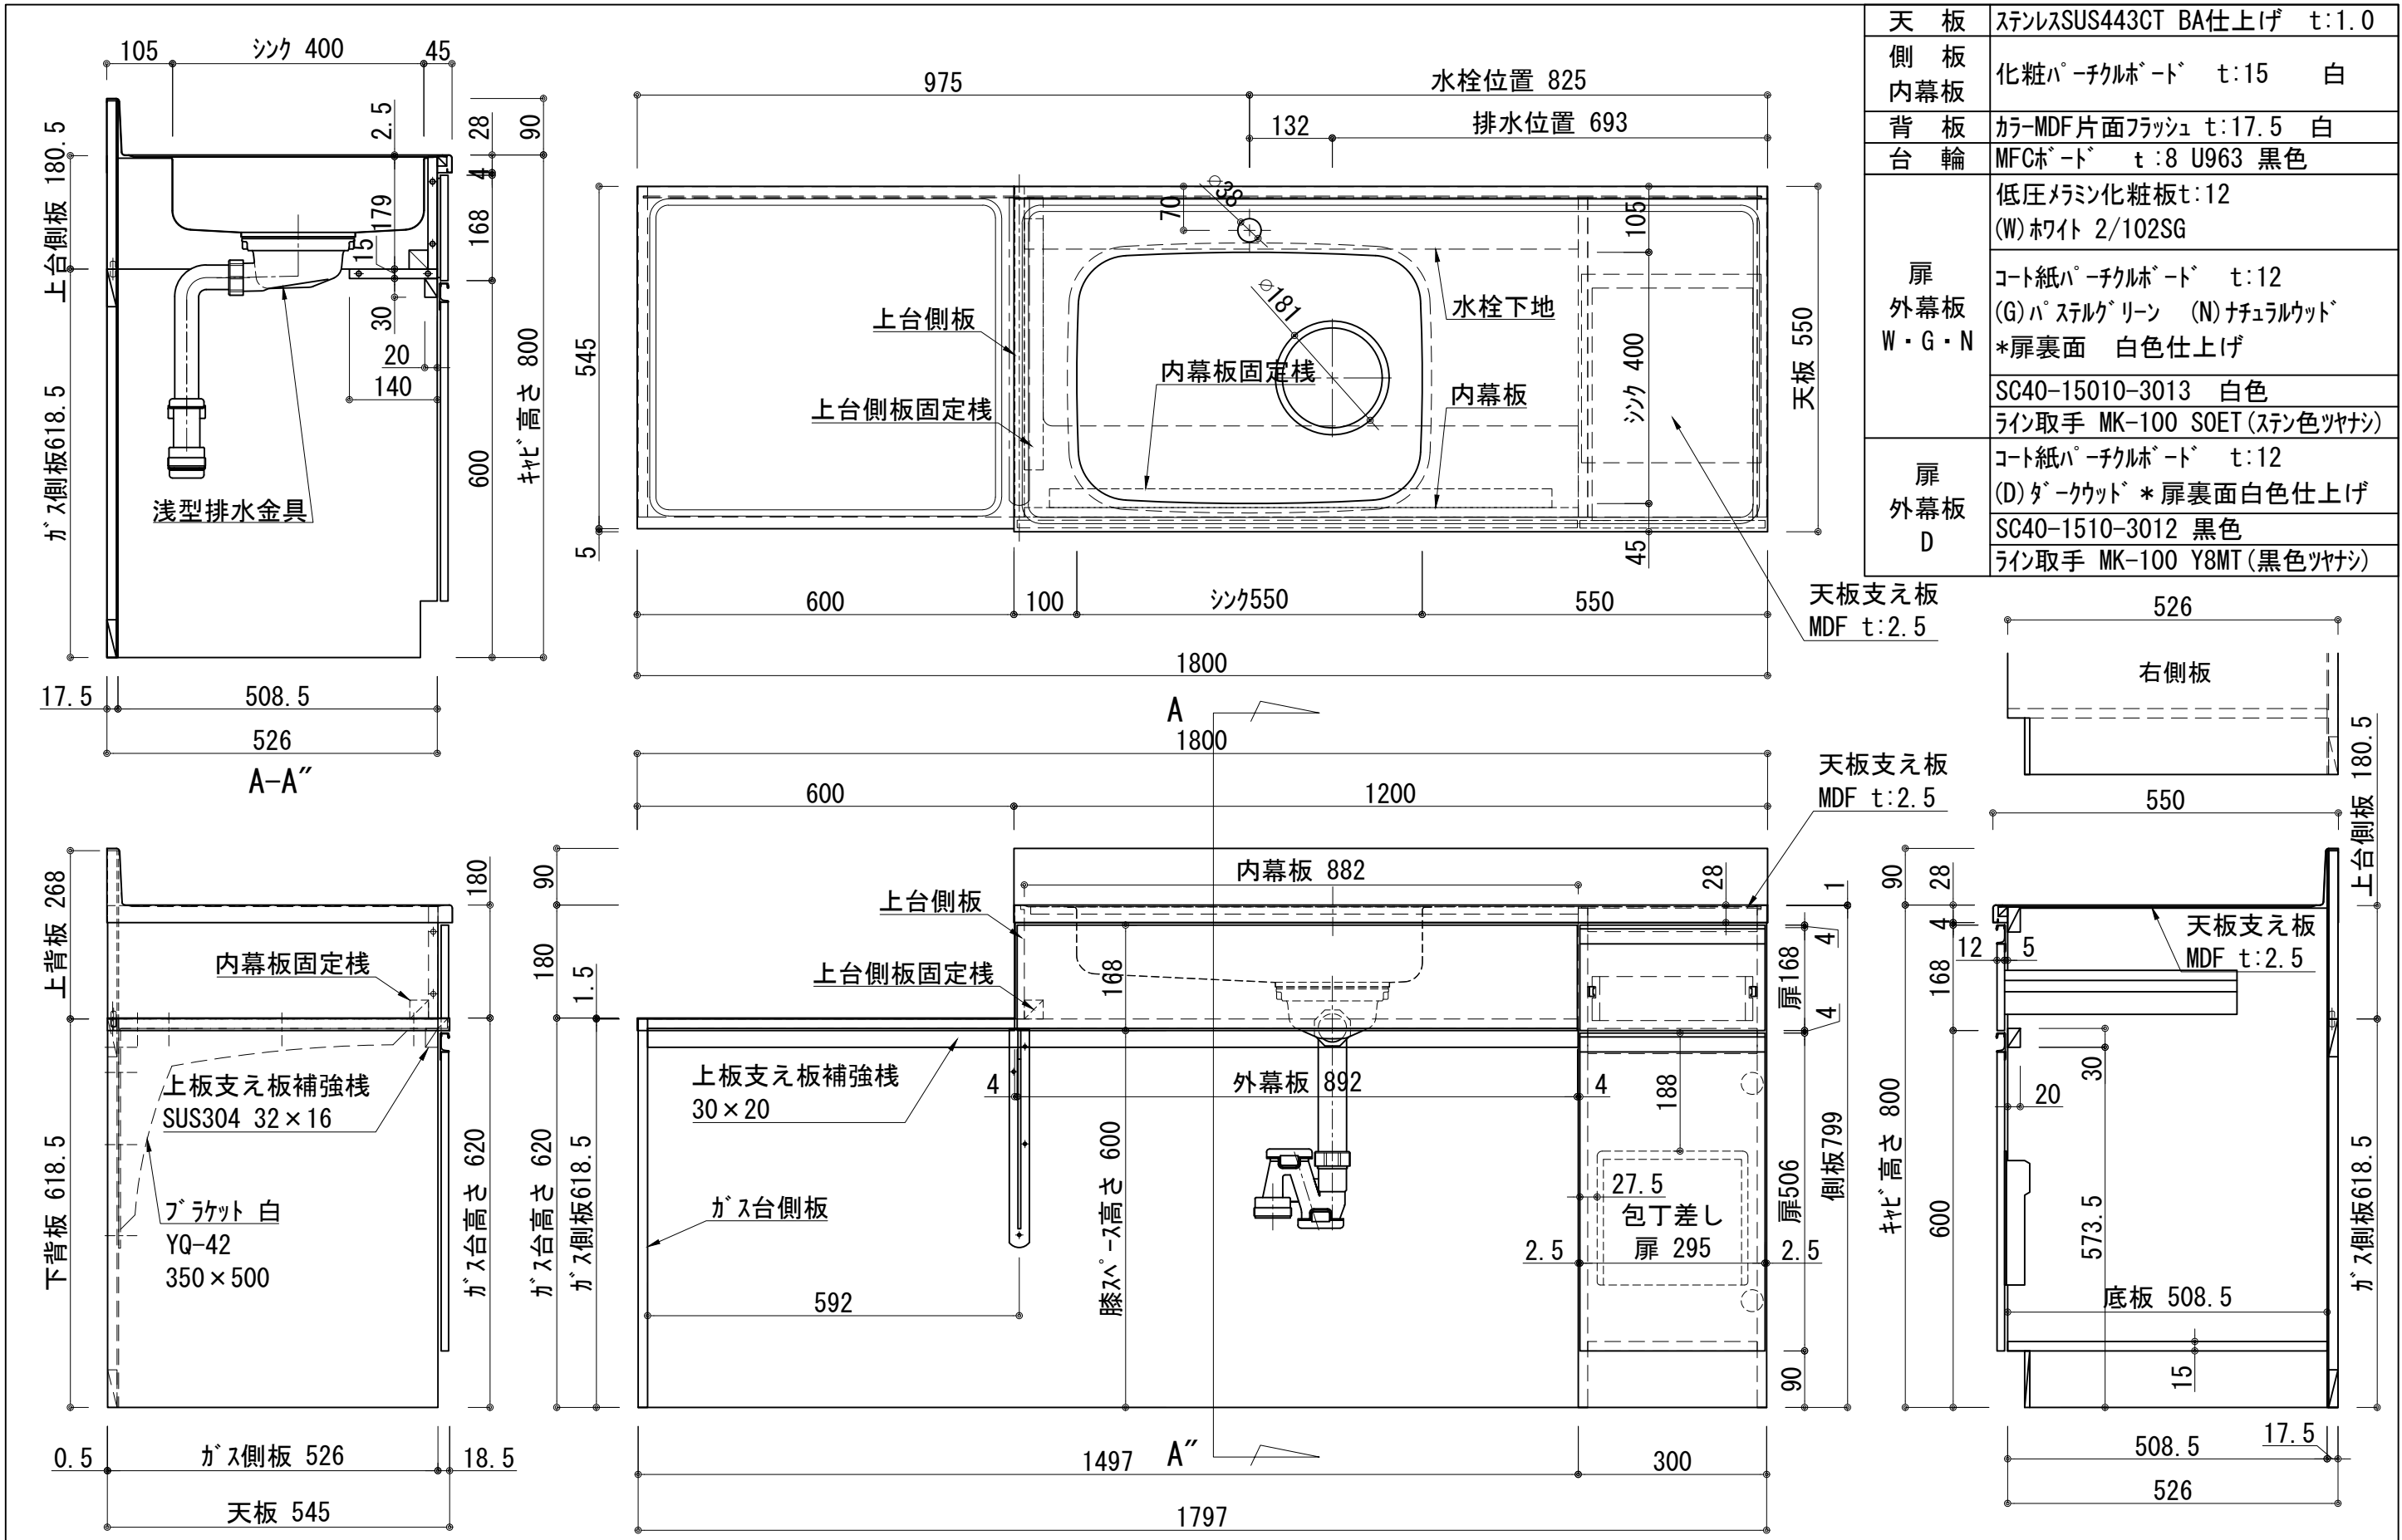 天　板 ステンレスSUS443CT BA仕上げ t:1.0
側　板
内幕板
化粧パーチクルボード t:15 白
背　板 カラーMDF片面フラッシュ t:17.5 白
台　輪 MFCボード t:8 U963 黒色
扉
外幕板
W・G・N
低圧メラミン化粧板t:12
(W)ホワイト 2/102SG
コート紙パーチクルボード t:12
(G)パステルグリーン (N)ナチュラルウッド
*扉裏面 白色仕上げ
SC40-15010-3013 白色
ライン取手 MK-100 SOET(ステン色ツヤナシ)
扉
外幕板
D
コート紙パーチクルボード t:12
(D)ダークウッド *扉裏面白色仕上げ
SC40-1510-3012 黒色
ライン取手 MK-100 Y8MT(黒色ツヤナシ)
105
シンク 400
45
2.5
28
90
4
179
168
15
30
20
140
600
キャビ高さ 800
上台側板 180.5
ガス側板618.5
浅型排水金具
17.5
508.5
526
A-A″
975
水栓位置 825
132
排水位置 693
φ38
70
105
φ181
545
5
上台側板
上台側板固定桟
内幕板固定桟
水栓下地
内幕板
シンク 400
45
天板 550
600
100
シンク550
550
1800
天板支え板
MDF t:2.5
526
右側板
A
1800
600
1200
天板支え板
MDF t:2.5
上背板 268
下背板 618.5
180
ガス台高さ 620
内幕板固定桟
上板支え板補強桟
SUS304 32×16
ブラケット 白
YQ-42
350×500
0.5
ガス側板 526
18.5
天板 545
90
180
1.5
ガス台高さ 620
ガス側板618.5
内幕板 882
上台側板
上台側板固定桟
28
1
4
168
扉168
4
上板支え板補強桟
30×20
4
外幕板 892
4
188
膝スペース高さ 600
ガス台側板
592
27.5
包丁差し
扉 295
2.5
2.5
扉506
側板799
90
A″
1497
300
1797
550
90
28
4
12
5
168
天板支え板
MDF t:2.5
上台側板 180.5
30
20
キャビ高さ 800
600
573.5
底板 508.5
15
ガス側板618.5
508.5
17.5
526